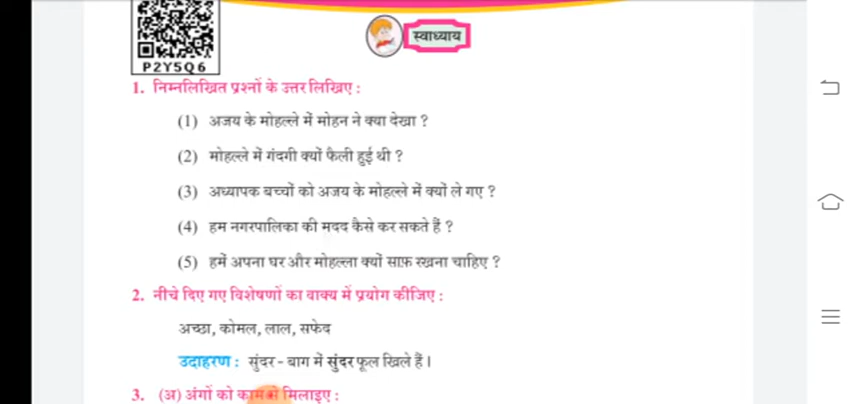 P2Y5Q6
स्वाध्याय
1. निम्नलिखित प्रश्नों के उत्तर लिखिए :
(1) अजय के मोहल्ले में मोहन ने क्या देखा ?
(2) मोहल्ले में गंदगी क्यों फैली हुई थी ?
(3) अध्यापक बच्चों को अजय के मोहल्ले में क्यों ले गए ?
(4) हम नगरपालिका की मदद कैसे कर सकते हैं ?
(5) हमें अपना घर और मोहल्ला क्यों साफ़ रखना चाहिए ?
2. नीचे दिए गए विशेषणों का वाक्य में प्रयोग कीजिए :
अच्छा, कोमल, लाल, सफेद
उदाहरण : सुंदर - बाग में सुंदर फूल खिले हैं।
3. (अ) अंगों को काम से मिलाइए :